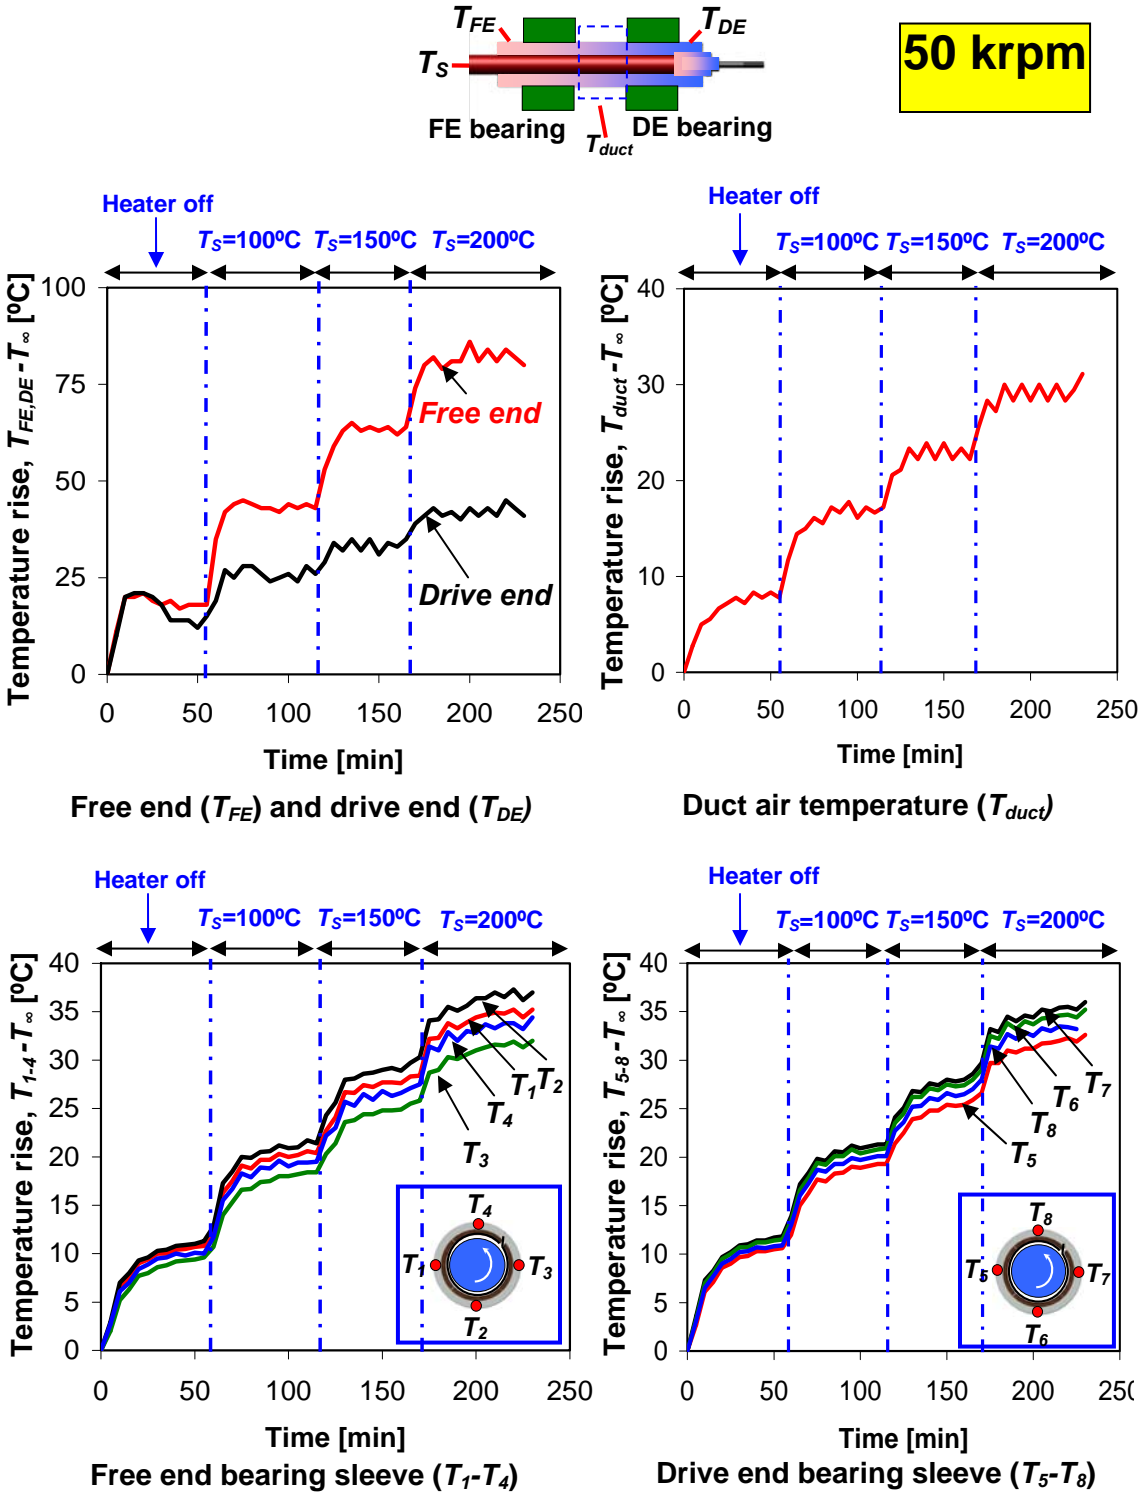 T_FE
T_DE
T_S
50 krpm
FE bearing
DE bearing
T_duct
Heater off
T_S=100ºC
T_S=150ºC
T_S=200ºC
Temperature rise, T_FE,DE-T_∞ [ºC]
100
75
50
25
0
Free end
Drive end
0 50 100 150 200 250
Time [min]
Free end (T_FE) and drive end (T_DE)
Heater off
T_S=100ºC
T_S=150ºC
T_S=200ºC
Temperature rise, T_duct-T_∞ [ºC]
40
30
20
10
0
0 50 100 150 200 250
Time [min]
Duct air temperature (T_duct)
Heater off
T_S=100ºC
T_S=150ºC
T_S=200ºC
Temperature rise, T_1-4-T_∞ [ºC]
40
35
30
25
20
15
10
5
0
T_1
T_2
T_4
T_3
T_4
T_1
T_3
T_2
0 50 100 150 200 250
Time [min]
Free end bearing sleeve (T_1-T_4)
Heater off
T_S=100ºC
T_S=150ºC
T_S=200ºC
Temperature rise, T_5-8-T_∞ [ºC]
40
35
30
25
20
15
10
5
0
T_7
T_6
T_8
T_5
T_8
T_5
T_7
T_6
0 50 100 150 200 250
Time [min]
Drive end bearing sleeve (T_5-T_8)